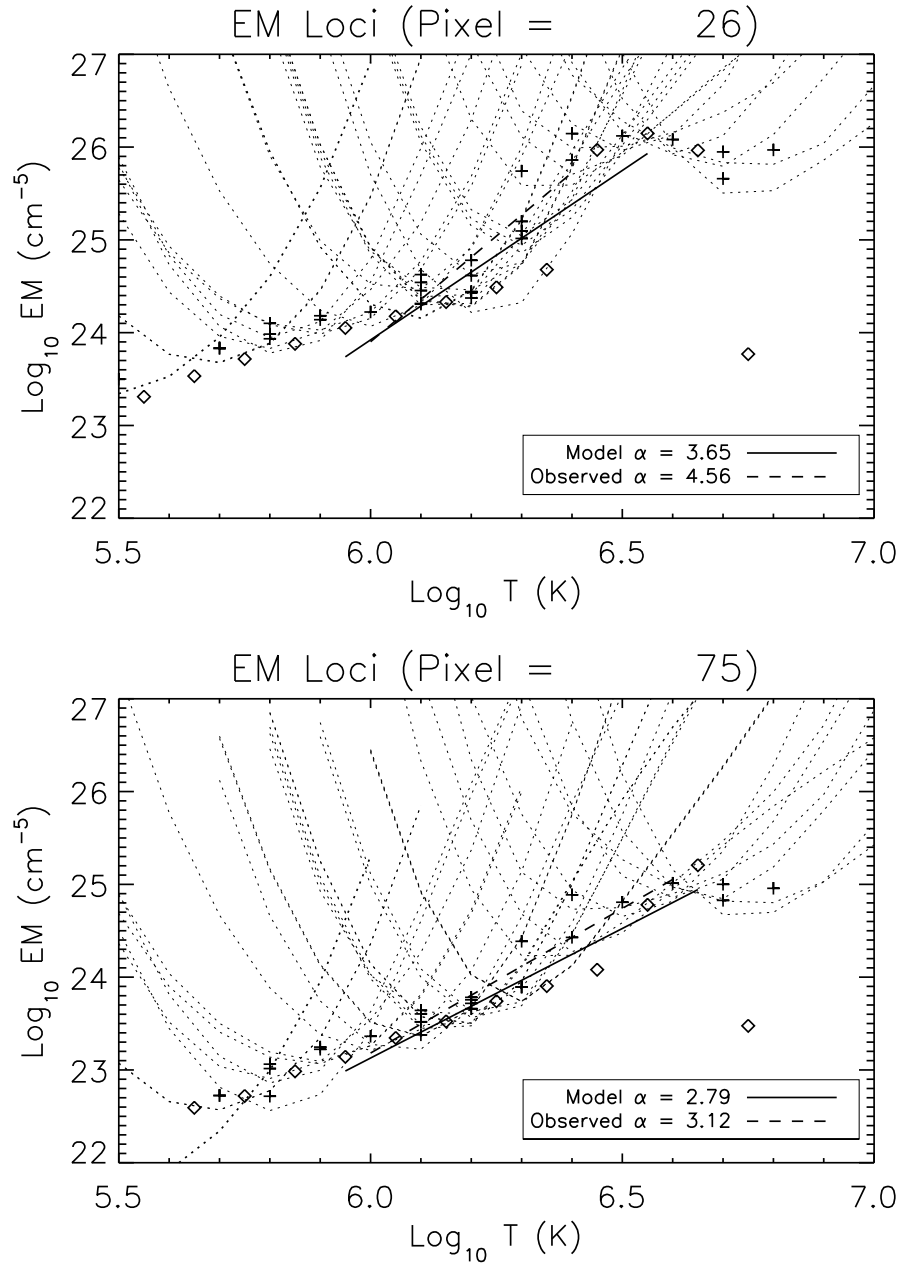 EM Loci (Pixel = 26)
27
26
25
24
23
22
Log10 EM (cm−5)
Model α = 3.65
Observed α = 4.56
5.5 6.0 6.5 7.0
Log10 T (K)
EM Loci (Pixel = 75)
27
26
25
24
23
22
Log10 EM (cm−5)
Model α = 2.79
Observed α = 3.12
5.5 6.0 6.5 7.0
Log10 T (K)